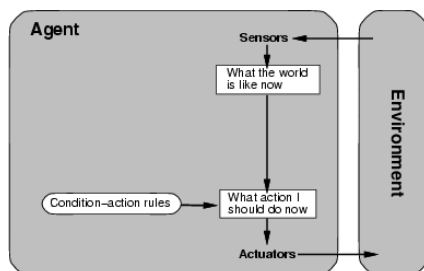 Agent
Sensors
What the world
is like now
Environment
Condition–action rules
What action I
should do now
Actuators